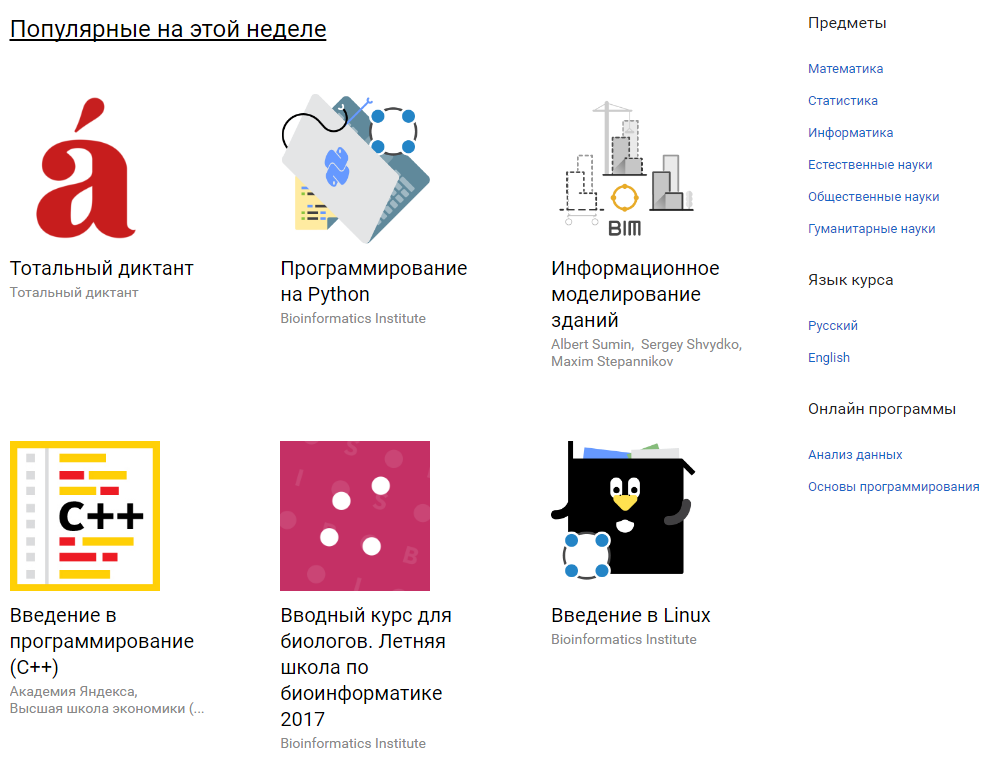 Популярные на этой неделе
á
BIM
Тотальный диктант
Тотальный диктант
Программирование
на Python
Bioinformatics Institute
Информационное
моделирование
зданий
Albert Sumin, Sergey Shvydko,
Maxim Stepannikov
C++
Введение в
программирование
(C++)
Академия Яндекса,
Высшая школа экономики (...
I
S
S
B
I
Вводный курс для
биологов. Летняя
школа по
биоинформатике
2017
Bioinformatics Institute
Введение в Linux
Bioinformatics Institute
Предметы
Математика
Статистика
Информатика
Естественные науки
Общественные науки
Гуманитарные науки
Язык курса
Русский
English
Онлайн программы
Анализ данных
Основы программирования